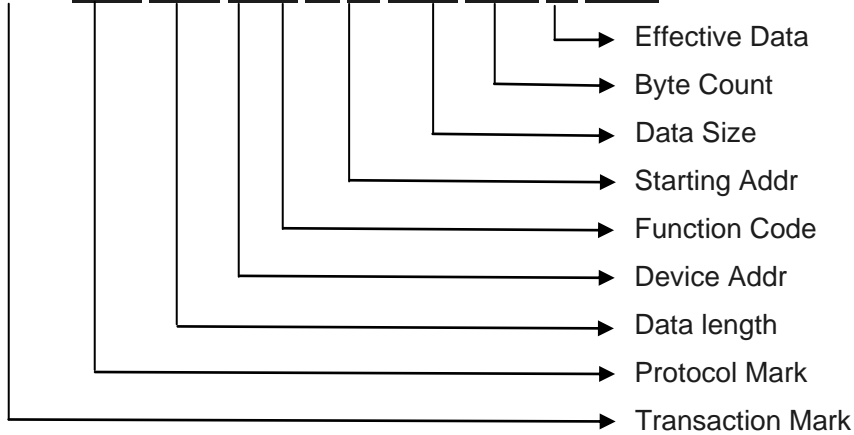 Effective Data
Byte Count
Data Size
Starting Addr
Function Code
Device Addr
Data length
Protocol Mark
Transaction Mark